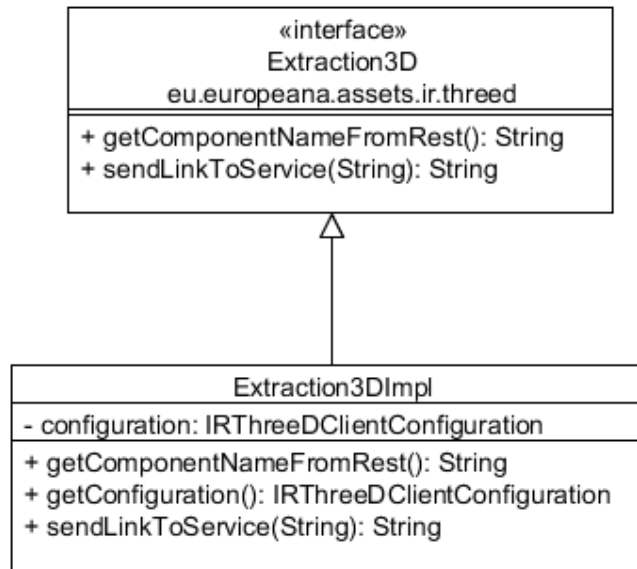 «interface»
Extraction3D
eu.europeana.assets.ir.threed
+ getComponentNameFromRest(): String
+ sendLinkToService(String): String
Extraction3DImpl
- configuration: IRThreeDClientConfiguration
+ getComponentNameFromRest(): String
+ getConfiguration(): IRThreeDClientConfiguration
+ sendLinkToService(String): String